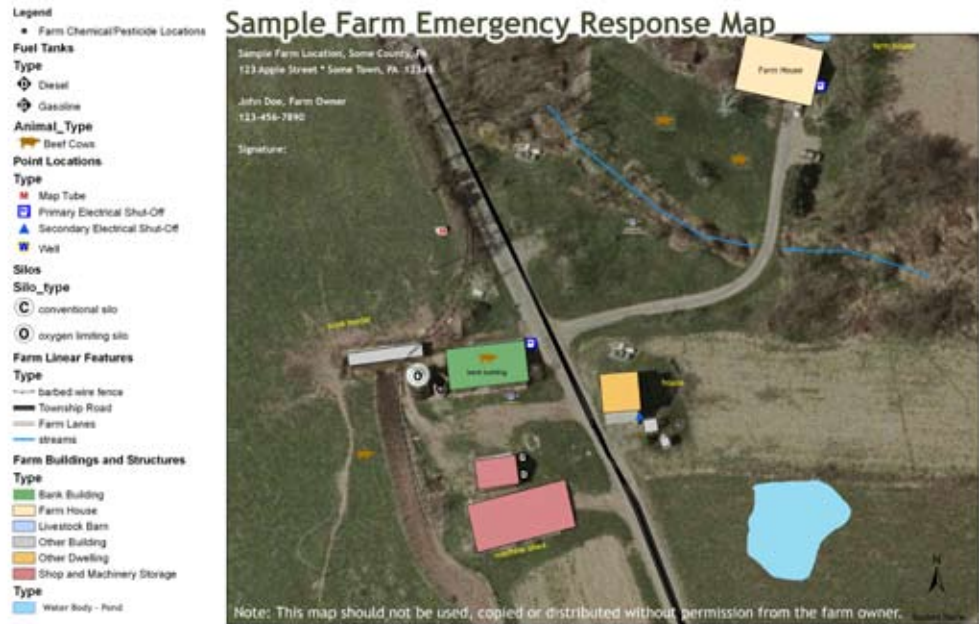 Sample Farm Emergency Response Map
Legend
Farm Chemical/Pesticide Locations
Fuel Tanks
Type
D Diesel
G Gasoline
Animal_Type
Beef Cows
Point Locations
Type
M Map Tube
Primary Electrical Shut-Off
Secondary Electrical Shut-Off
W Well
Silos
Silo_type
C conventional silo
O oxygen limiting silo
Farm Linear Features
Type
barbed wire fence
Township Road
Farm Lanes
streams
Farm Buildings and Structures
Type
Bank Building
Farm House
Livestock Barn
Other Building
Other Dwelling
Shop and Machinery Storage
Type
Water Body - Pond
Sample Farm Location, Some County, PA
123 Apple Street * Some Town, PA 12345
John Doe, Farm Owner
123-456-7890
Signature:
Farm House
farm house
bank building
house
machine shed
N
Note: This map should not be used, copied or distributed without permission from the farm owner.